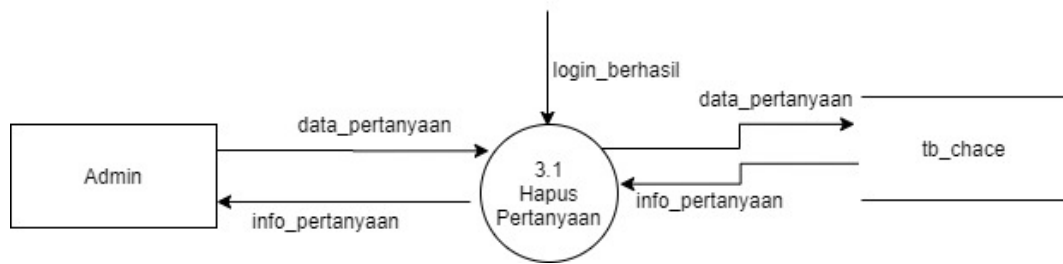 login_berhasil
data_pertanyaan
data_pertanyaan
Admin
3.1
Hapus
Pertanyaan
tb_chace
info_pertanyaan
info_pertanyaan